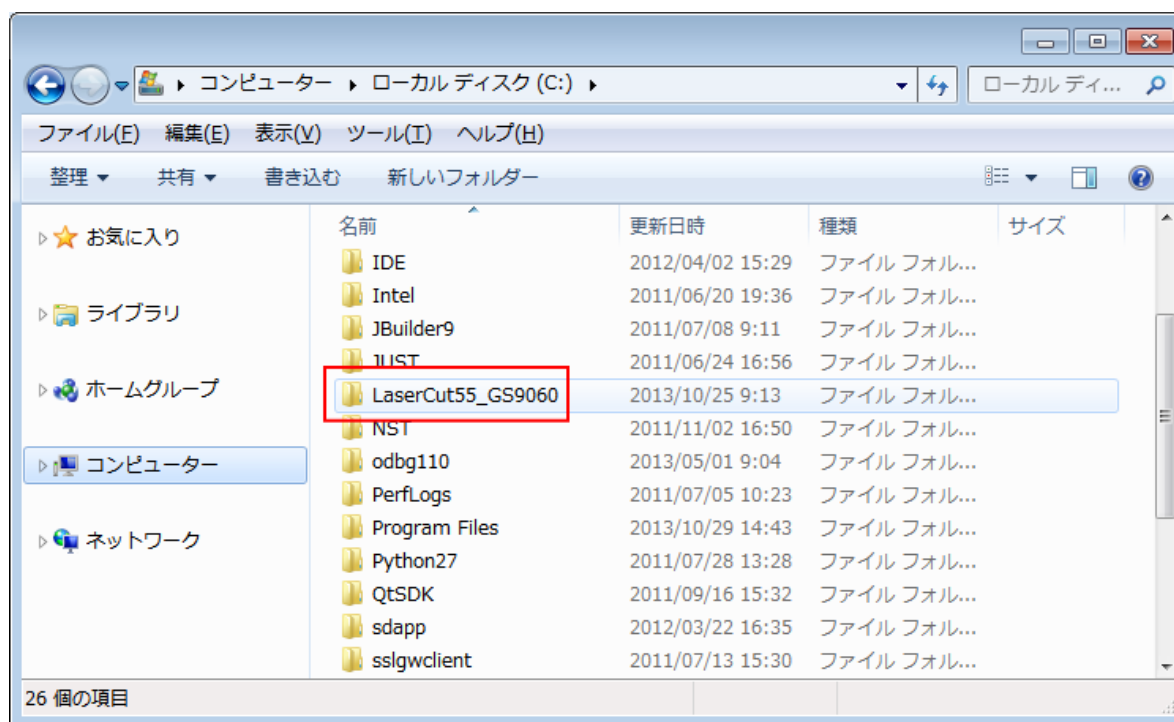 コンピューター ▸ ローカル ディスク (C:) ▸ ローカル ディ...
ファイル(F) 編集(E) 表示(V) ツール(T) ヘルプ(H)
整理 ▼ 共有 ▼ 書き込む 新しいフォルダー
お気に入り
ライブラリ
ホームグループ
コンピューター
ネットワーク
名前 更新日時 種類 サイズ
IDE 2012/04/02 15:29 ファイル フォル...
Intel 2011/06/20 19:36 ファイル フォル...
JBuilder9 2011/07/08 9:11 ファイル フォル...
JUST 2011/06/24 16:56 ファイル フォル...
LaserCut55_GS9060 2013/10/25 9:13 ファイル フォル...
NST 2011/11/02 16:50 ファイル フォル...
odbg110 2013/05/01 9:04 ファイル フォル...
PerfLogs 2011/07/05 10:23 ファイル フォル...
Program Files 2013/10/29 14:43 ファイル フォル...
Python27 2011/07/28 13:28 ファイル フォル...
QtSDK 2011/09/16 15:32 ファイル フォル...
sdapp 2012/03/22 16:35 ファイル フォル...
sslgwclient 2011/07/13 15:30 ファイル フォル...
26 個の項目